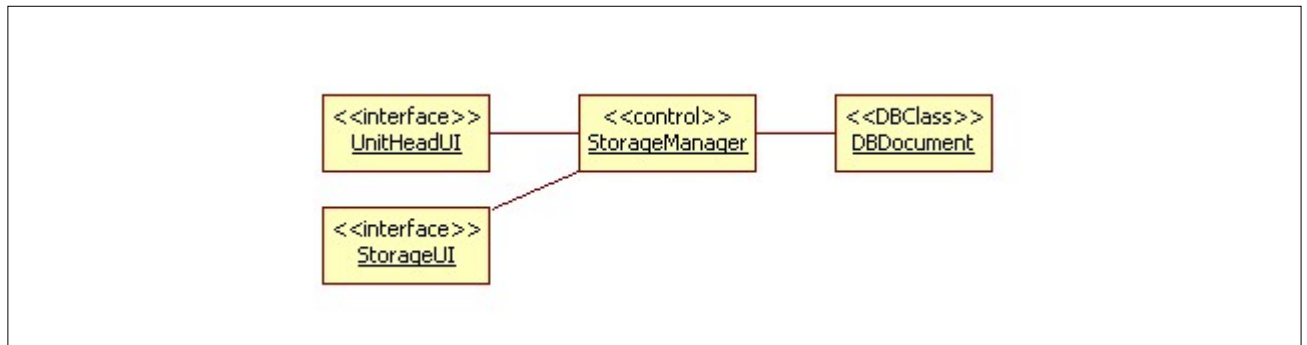 <<interface>>
UnitHeadUI
<<control>>
StorageManager
<<DBClass>>
DBDocument
<<interface>>
StorageUI